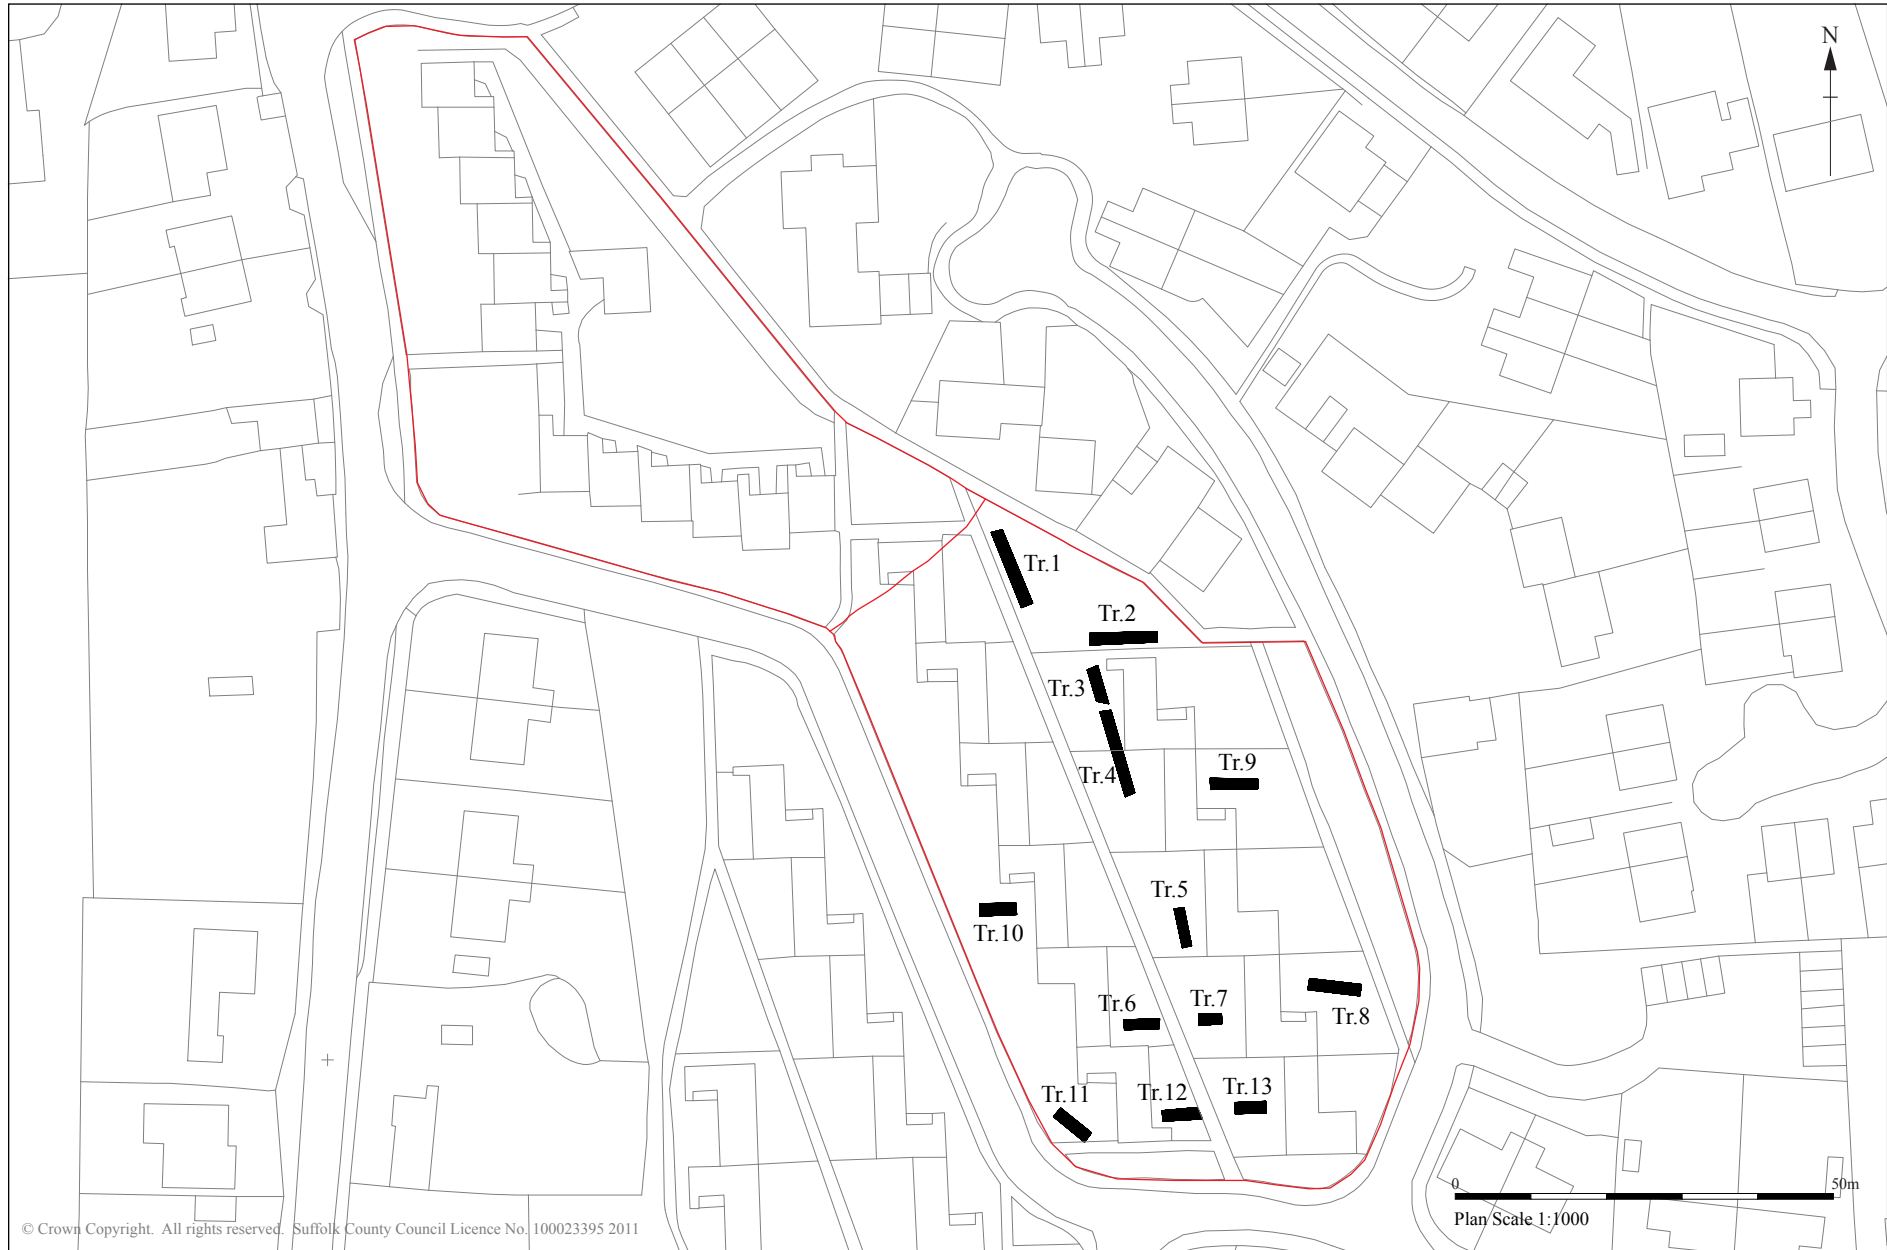 N
Tr.1
Tr.2
Tr.3
Tr.4
Tr.9
Tr.5
Tr.10
Tr.6
Tr.7
Tr.8
Tr.11
Tr.12
Tr.13
0 50m
Plan Scale 1:1000
© Crown Copyright. All rights reserved. Suffolk County Council Licence No. 100023395 2011